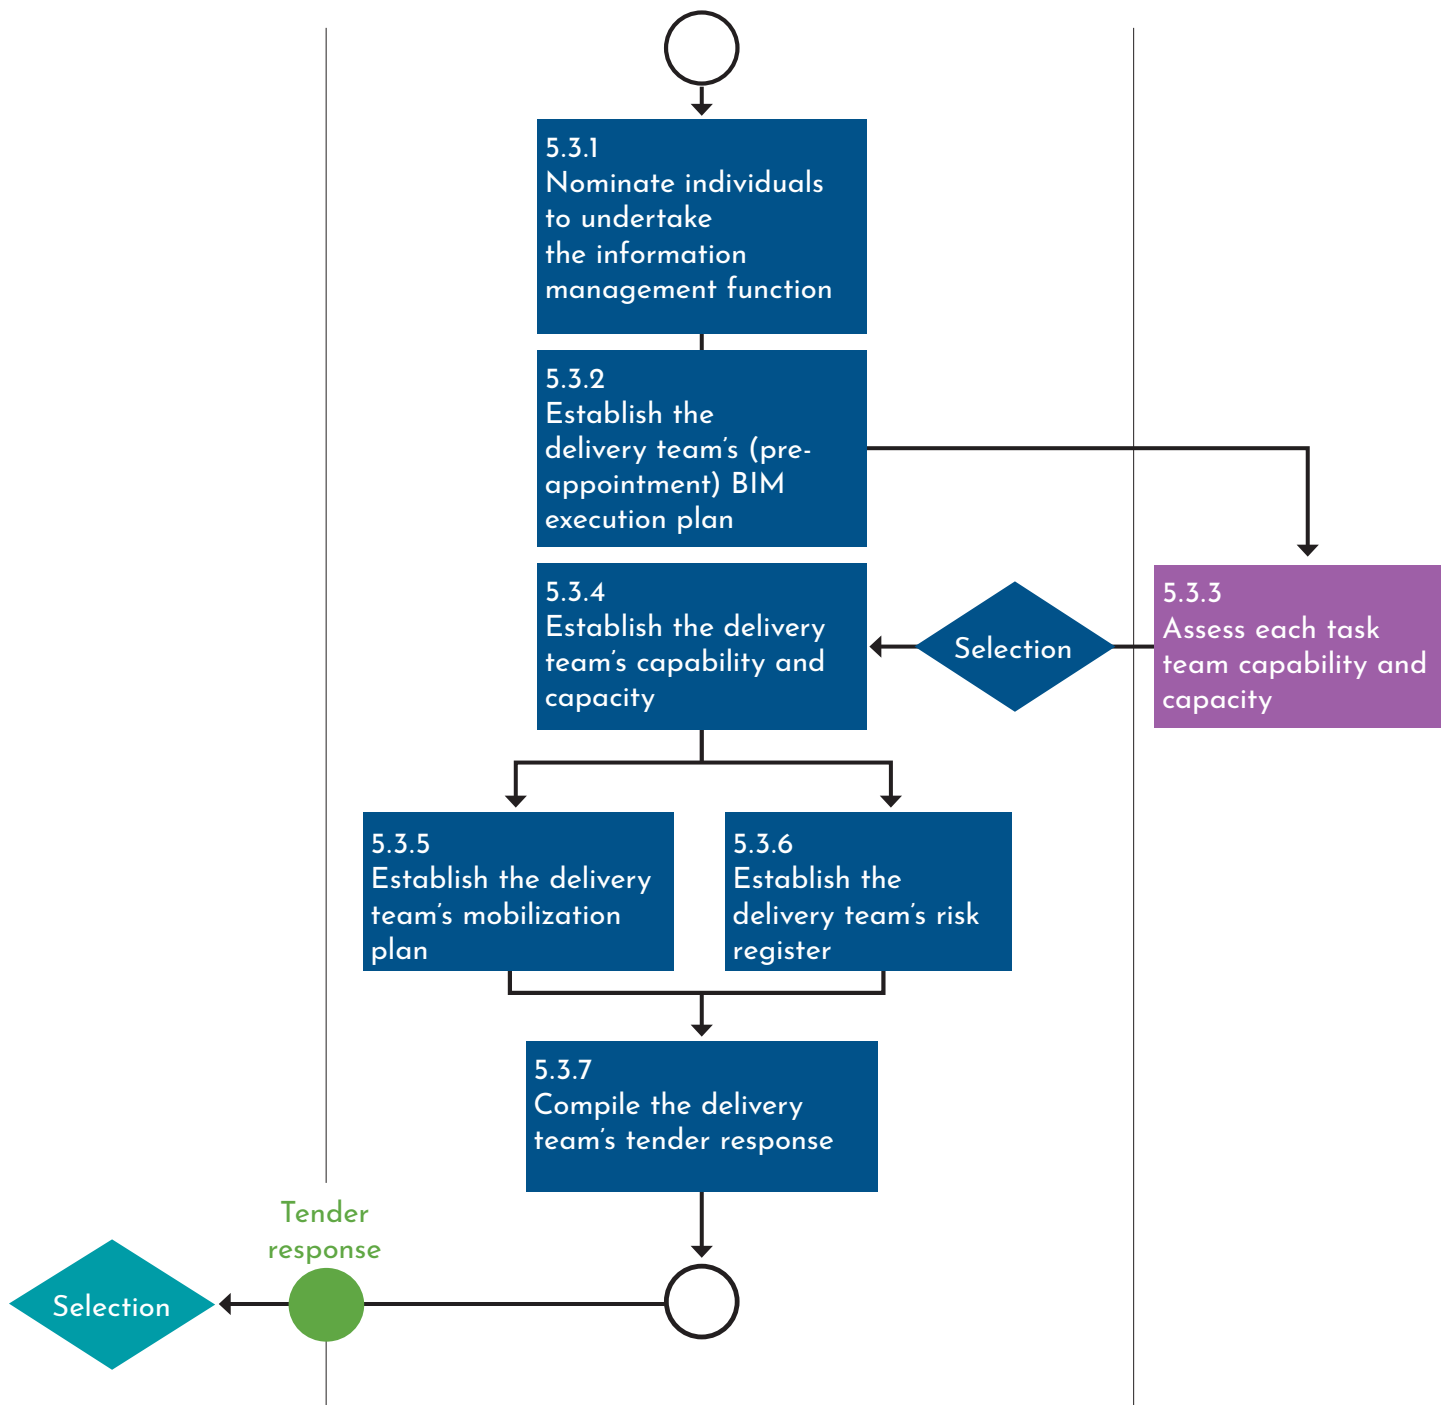 5.3.1
Nominate individuals
to undertake
the information
management function
5.3.2
Establish the
delivery team's (pre-
appointment) BIM
execution plan
5.3.4
Establish the delivery
team's capability and
capacity
Selection
5.3.3
Assess each task
team capability and
capacity
5.3.5
Establish the delivery
team's mobilization
plan
5.3.6
Establish the
delivery team's risk
register
5.3.7
Compile the delivery
team's tender response
Tender
response
Selection